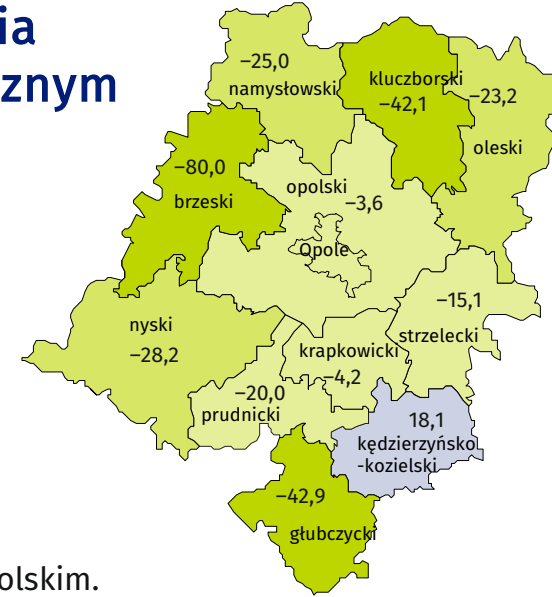 ia
znym
−25,0
namysłowski
kluczborski
−42,1
−23,2
oleski
−80,0
brzeski
opolski
−3,6
Opole
−15,1
strzelecki
nyski
−28,2
krapkowicki
−4,2
−20,0
prudnicki
18,1
kędzierzyńsko
-kozielski
−42,9
głubczycki
olskim.